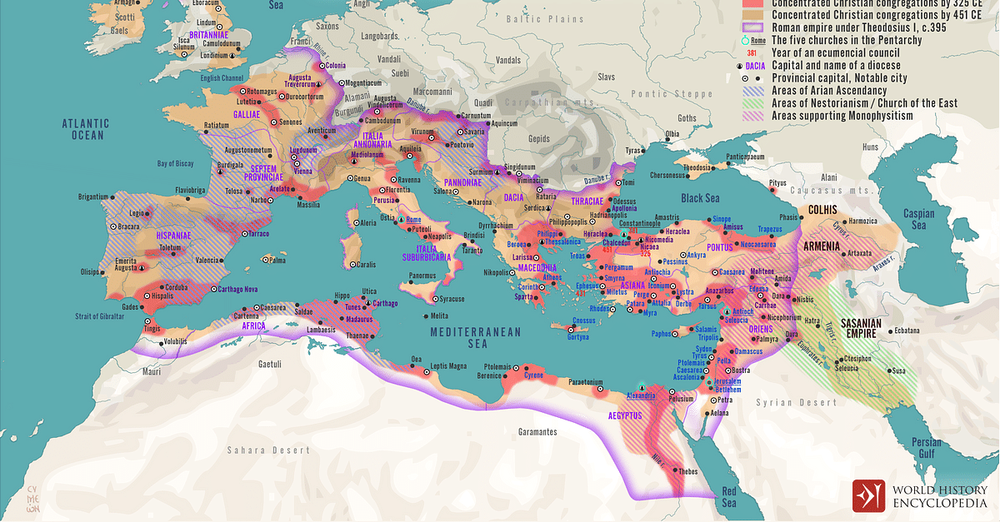 Concentrated Christian congregations by 325 CE
Concentrated Christian congregations by 451 CE
Roman empire under Theodosius I, c.395
Rome
The five churches in the Pentarchy
381
Year of an ecumencial council
DACIA
Capital and name of a diocese
Provincial capital, Notable city
Areas of Arian Ascendancy
Areas of Nestorianism / Church of the East
Areas supporting Monophysitism
Armagh
Scotti
Baels
Eboracum
Lindum
BRITANNIAE
Isca
Silunum
Camulodunum
Londinium
English Channel
Sea
Angli
Saxons
Franci
Rhine r.
Langobards
Baltic Plains
Vandali
Suebi
Vandals
Slavs
Marcomanni
Quadi
Carpathian mts.
Pontic Steppe
Goths
Gepids
Huns
Alani
Caucasus mts.
Colonia
Mogontiacum
Augusta
Treverorum
Alamani
Burgundi
Augusta
Vindelicorum
Danube r.
Cambodunum
Carnuntum
Aquincum
Savaria
Poetovio
Virunum
Rotomagus
Durocortorum
Lutetia
GALLIAE
Senones
Ratiatum
Aventicum
ATLANTIC
OCEAN
Bay of Biscay
Augustonemetum
Lugdunum
Vienna
Burdigala
SEPTEM
PROVINCIAE
Arelate
Tolosa
Narbo
Massilia
ITALIA
ANNONARIA
Mediolanum
Aquileia
Genua
Ravenna
Florentia
Perusia
Ostia
Rome
Puteoli
Neapolis
ITALIA
SUBURBICARIA
Brindisi
Taranto
Aleria
Caralis
Panormus
Syracuse
Melita
PANNONIAE
Salona
Narona
Sirmium
Singidunum
Viminacium
Danube r.
DACIA
Rataria
Serdica
THRACIAE
Tomi
Odessus
Apollonia
Hadrianopolis
Philippopolis
Dyrrhachium
Constantinople
381
Heraclea
Chalcedon
451
Nicomedia
Nicaea
325
Philippi
Thessalonica
Beroea
Larissa
MACEDONIA
Nikopolis
Athens
Corinth
Sparta
Brigantium
Flaviobriga
Legio
Bracara
HISPANIAE
Toletum
Tarraco
Emerita
Augusta
Valencia
Palma
Olisipo
Corduba
Hispalis
Carthago Nova
Gades
Strait of Gibraltar
Tingis
Volubilis
Mauri
Gaetuli
Caesarea
Cartenna
AFRICA
Saldae
Hippo
Utica
Tunes
Carthago
Madaurus
Lambaesis
Thaenae
Oea
Leptis Magna
MEDITERRANEAN
SEA
Ptolemais
Berenice
Cyrene
Paraetonium
Garamantes
Sahara Desert
Olbia
Tyras
Chersonesus
Theodosia
Panticapaeum
Black Sea
Pityus
Phasis
COLHIS
Harmozica
Cyrus r.
Caspian
Sea
ARMENIA
Artaxata
Araxes r.
Amastris
Heraclea
Sinope
Amisus
Trapezus
PONTUS
Neocaesarea
Ankyra
Pessinus
Caesarea
Melitene
Amida
Troas
Pergamum
Smyrna
ASIANA
Antiochia
Iconium
Ephesus
431
Miletus
Perge
Lystra
Attalia
Derbe
Patara
Myra
Rhodes
Cnossus
Gortyna
Tarsus
Anazarbus
Edessa
Dara
Nisbis
Carrhae
Antioch
Seleucia
Nicephorium
ORIENS
Hatra
Tigris r.
Dura
Euphrates r.
Palmyra
Salamis
Paphos
Tripolis
Sydon
Tyrus
Damascus
Ptolemais
Pella
Caesarea
Bostra
Ascalonia
Jerusalem
Betlehem
Petra
Aelana
Pelusium
Alexandria
AEGYPTUS
Nile r.
Thebes
Red
Sea
Syrian Desert
SASANIAN
EMPIRE
Ecbatana
Ctesiphon
Seleucia
Susa
Persian
Gulf
WORLD HISTORY
ENCYCLOPEDIA